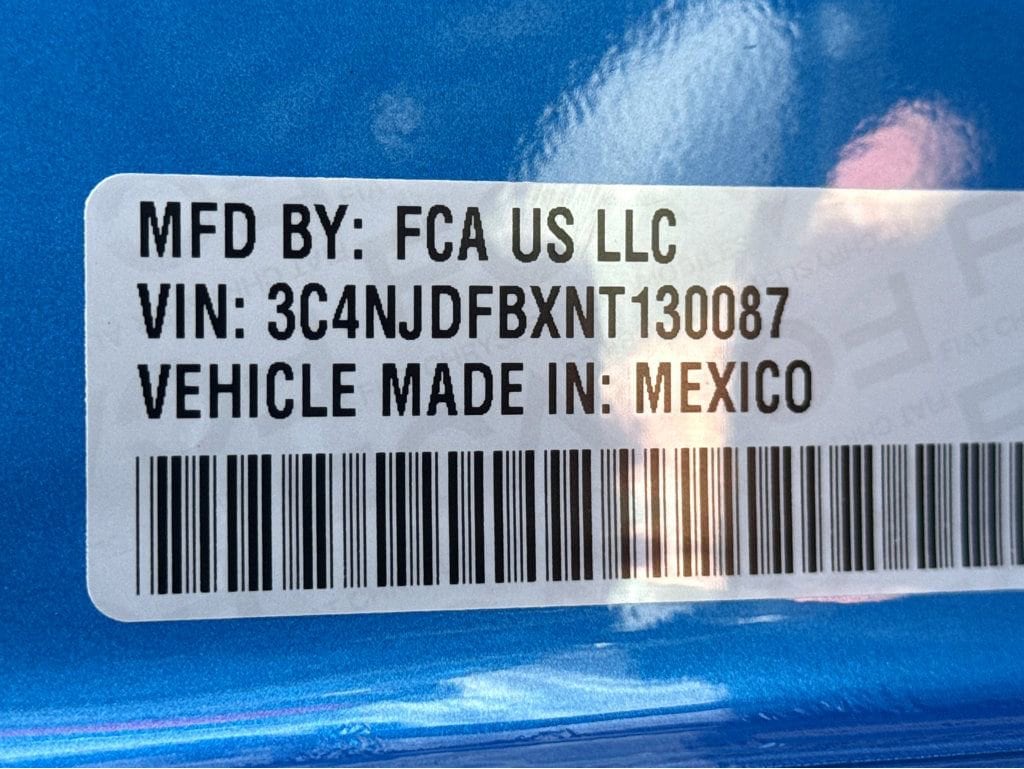 MFD BY: FCA US LLC
VIN: 3C4NJDFBXNT130087
VEHICLE MADE IN: MEXICO